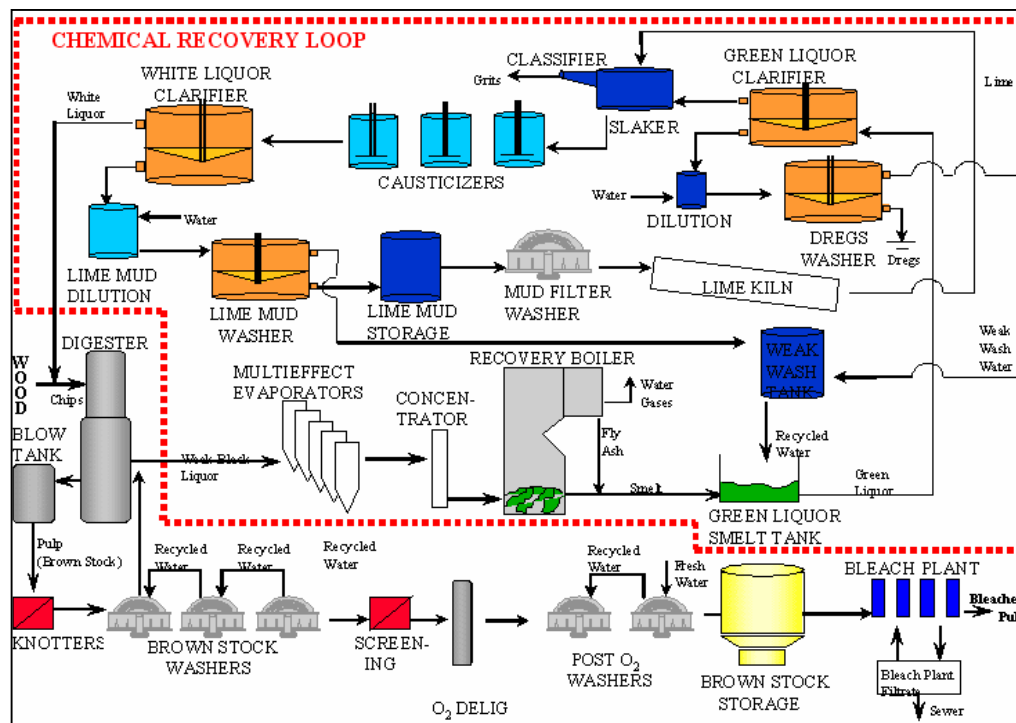 CHEMICAL RECOVERY LOOP
WHITE LIQUOR
CLARIFIER
White
Liquor
CLASSIFIER
Grits
SLAKER
GREEN LIQUOR
CLARIFIER
Lime
CAUSTICIZERS
Water
DILUTION
DREGS
WASHER
Dregs
Water
LIME MUD
DILUTION
LIME MUD
WASHER
LIME MUD
STORAGE
MUD FILTER
WASHER
LIME KILN
WEAK
WASH
TANK
Weak
Wash
Water
DIGESTER
WOOD
Chips
BLOW
TANK
MULTIEFFECT
EVAPORATORS
CONCEN-
TRATOR
RECOVERY BOILER
Water
Gases
Fly
Ash
Recycled
Water
Weak Black
Liquor
Smelt
Green
Liquor
GREEN LIQUOR
SMELT TANK
Pulp
(Brown Stock)
Recycled
Water
Recycled
Water
Recycled
Water
Recycled
Water
Fresh
Water
BLEACH PLANT
Bleache
Pul
KNOTTERS
BROWN STOCK
WASHERS
SCREEN-
ING
O2 DELIG
POST O2
WASHERS
BROWN STOCK
STORAGE
Bleach Plant
Filtrate
Sewer